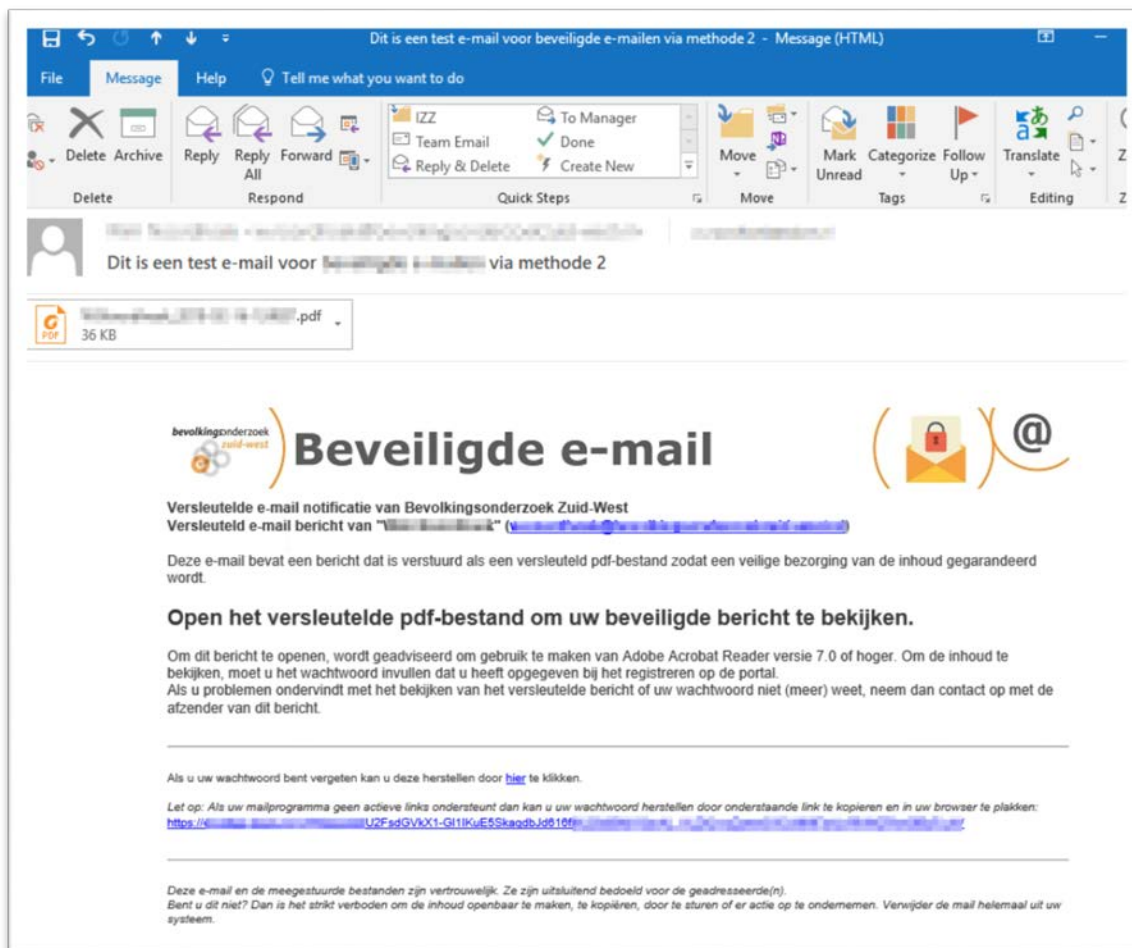 Dit is een test e-mail voor beveiligde e-mailen via methode 2 - Message (HTML)
File Message Help Tell me what you want to do
IZZ To Manager
Team Email Done
Reply & Delete Create New
Delete Archive Reply Reply All Forward Move Mark Unread Categorize Follow Up Translate Z
Delete Respond Quick Steps Move Tags Editing Z
Dit is een test e-mail voor via methode 2
.pdf
PDF
36 KB
bevolkingsonderzoek
zuid-west
Beveiligde e-mail
@
Versleutelde e-mail notificatie van Bevolkingsonderzoek Zuid-West
Versleuteld e-mail bericht van "" ()
Deze e-mail bevat een bericht dat is verstuurd als een versleuteld pdf-bestand zodat een veilige bezorging van de inhoud gegarandeerd
wordt.
Open het versleutelde pdf-bestand om uw beveiligde bericht te bekijken.
Om dit bericht te openen, wordt geadviseerd om gebruik te maken van Adobe Acrobat Reader versie 7.0 of hoger. Om de inhoud te
bekijken, moet u het wachtwoord invullen dat u heeft opgegeven bij het registreren op de portal.
Als u problemen ondervindt met het bekijken van het versleutelde bericht of uw wachtwoord niet (meer) weet, neem dan contact op met de
afzender van dit bericht.
Als u uw wachtwoord bent vergeten kan u deze herstellen door hier te klikken.
Let op: Als uw mailprogramma geen actieve links ondersteunt dan kan u uw wachtwoord herstellen door onderstaande link te kopieren en in uw browser te plakken:
https://
Deze e-mail en de meegestuurde bestanden zijn vertrouwelijk. Ze zijn uitsluitend bedoeld voor de geadresseerde(n).
Bent u dit niet? Dan is het strikt verboden om de inhoud openbaar te maken, te kopiëren, door te sturen of er actie op te ondernemen. Verwijder de mail helemaal uit uw
systeem.